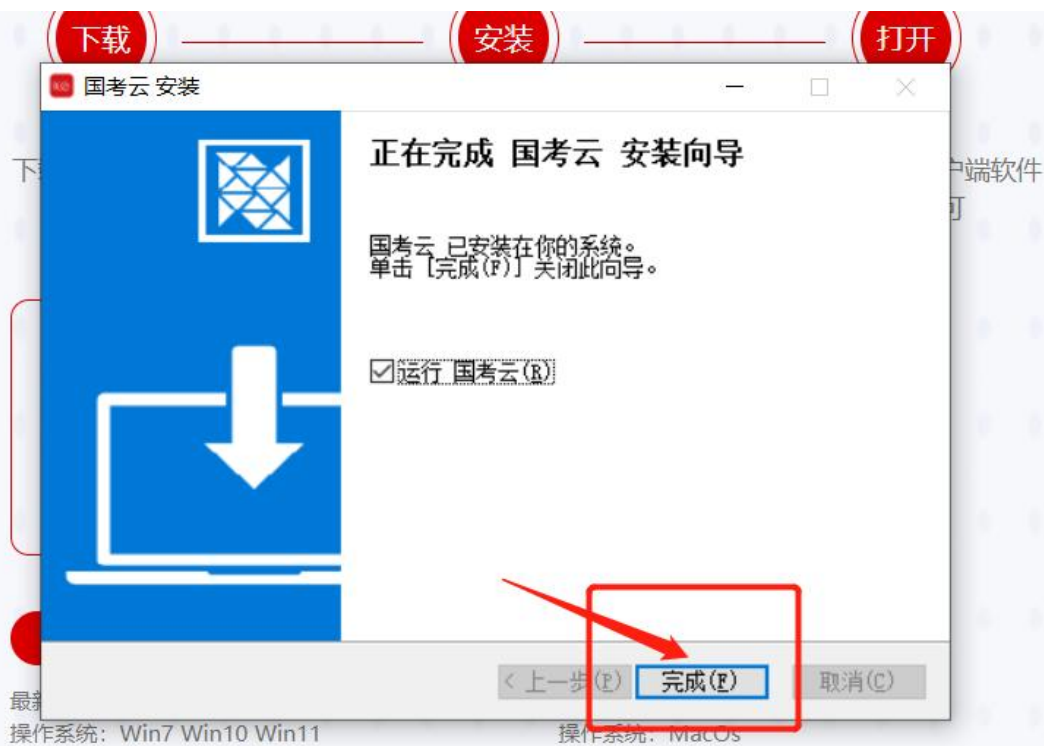 下载
安装
打开
国考云 安装
正在完成 国考云 安装向导
户端软件
国考云 已安装在你的系统。
单击 [完成(F)] 关闭此向导。
运行 国考云(R)
< 上一步(P)
完成(F)
取消(C)
操作系统：Win7 Win10 Win11
操作系统：MacOs